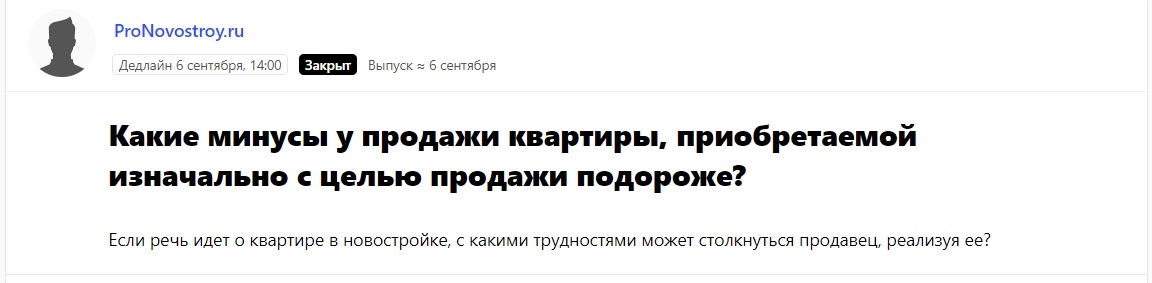 ProNovostroy.ru
Дедлайн 6 сентября, 14:00 Закрыт Выпуск ≈ 6 сентября
Какие минусы у продажи квартиры, приобретаемой
изначально с целью продажи подороже?
Если речь идет о квартире в новостройке, с какими трудностями может столкнуться продавец, реализуя ее?